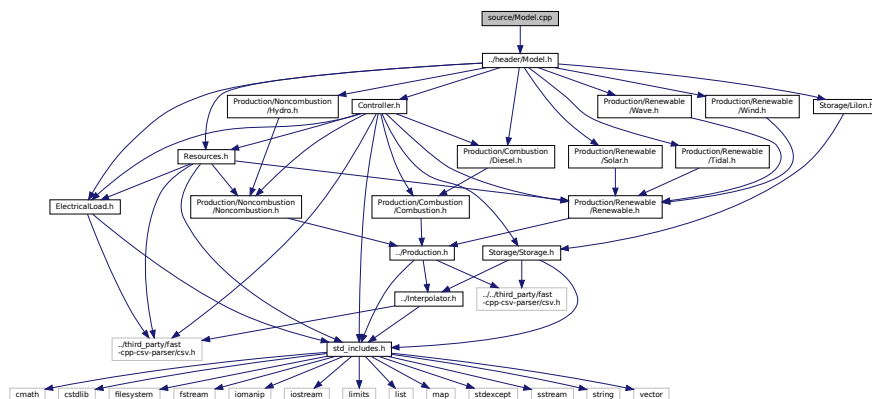 source/Model.cpp
../header/Model.h
Production/Noncombustion
/Hydro.h
Controller.h
Production/Renewable
/Wave.h
Production/Renewable
/Wind.h
Storage/LiIon.h
Resources.h
Production/Combustion
/Diesel.h
Production/Renewable
/Solar.h
Production/Renewable
/Tidal.h
ElectricalLoad.h
Production/Noncombustion
/Noncombustion.h
Production/Combustion
/Combustion.h
Production/Renewable
/Renewable.h
../Production.h
Storage/Storage.h
../Interpolator.h
../../third_party/fast
-cpp-csv-parser/csv.h
../third_party/fast
-cpp-csv-parser/csv.h
std_includes.h
cmath
cstdlib
filesystem
fstream
iomanip
iostream
limits
list
map
stdexcept
sstream
string
vector